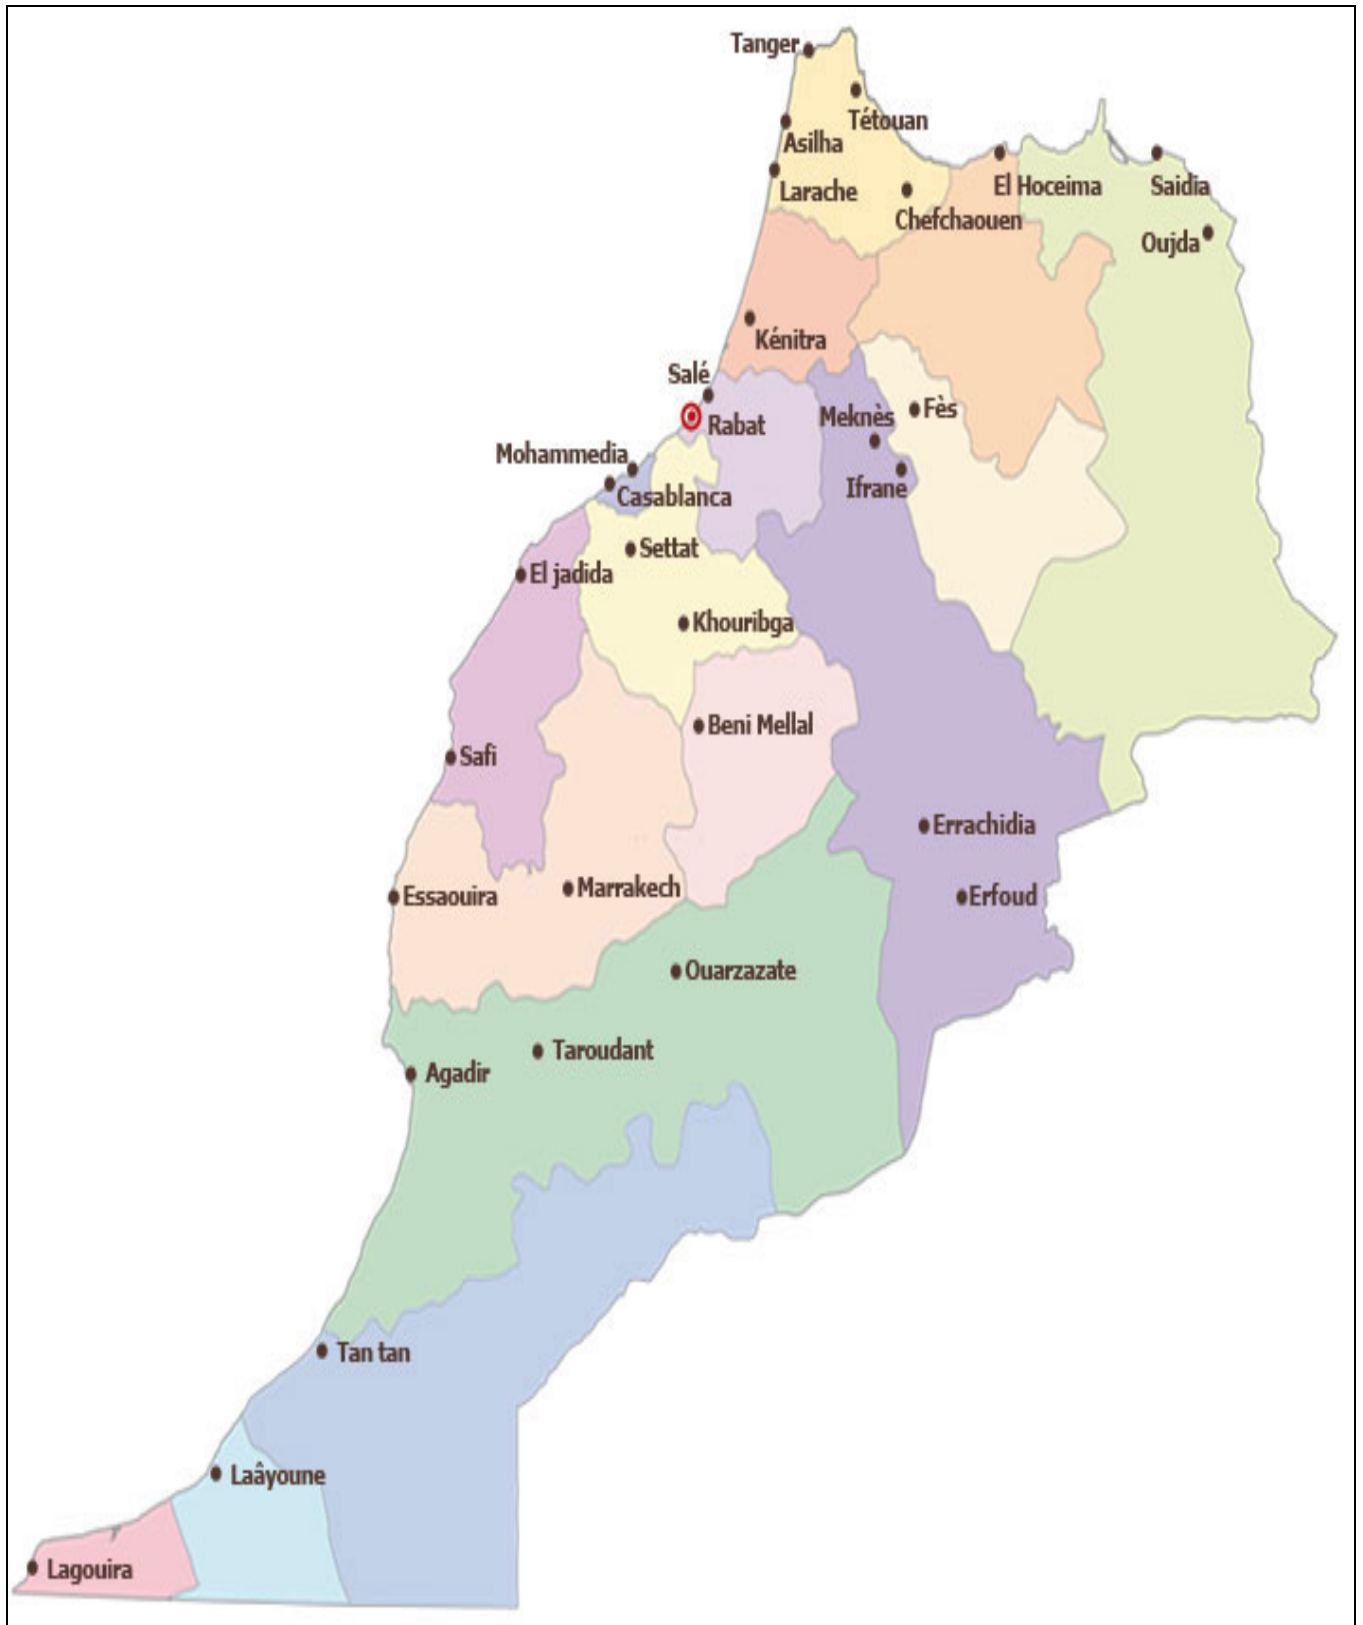 Tanger
Tétouan
Asilha
El Hoceima
Saidia
Larache
Chefchaouen
Oujda
Kénitra
Salé
Fès
Meknès
Rabat
Mohammedia
Ifrane
Casablanca
Settat
El jadida
Khouribga
Beni Mellal
Safi
Errachidia
Marrakech
Essaouira
Erfoud
Ouarzazate
Taroudant
Agadir
Tan tan
Laâyoune
Lagouira